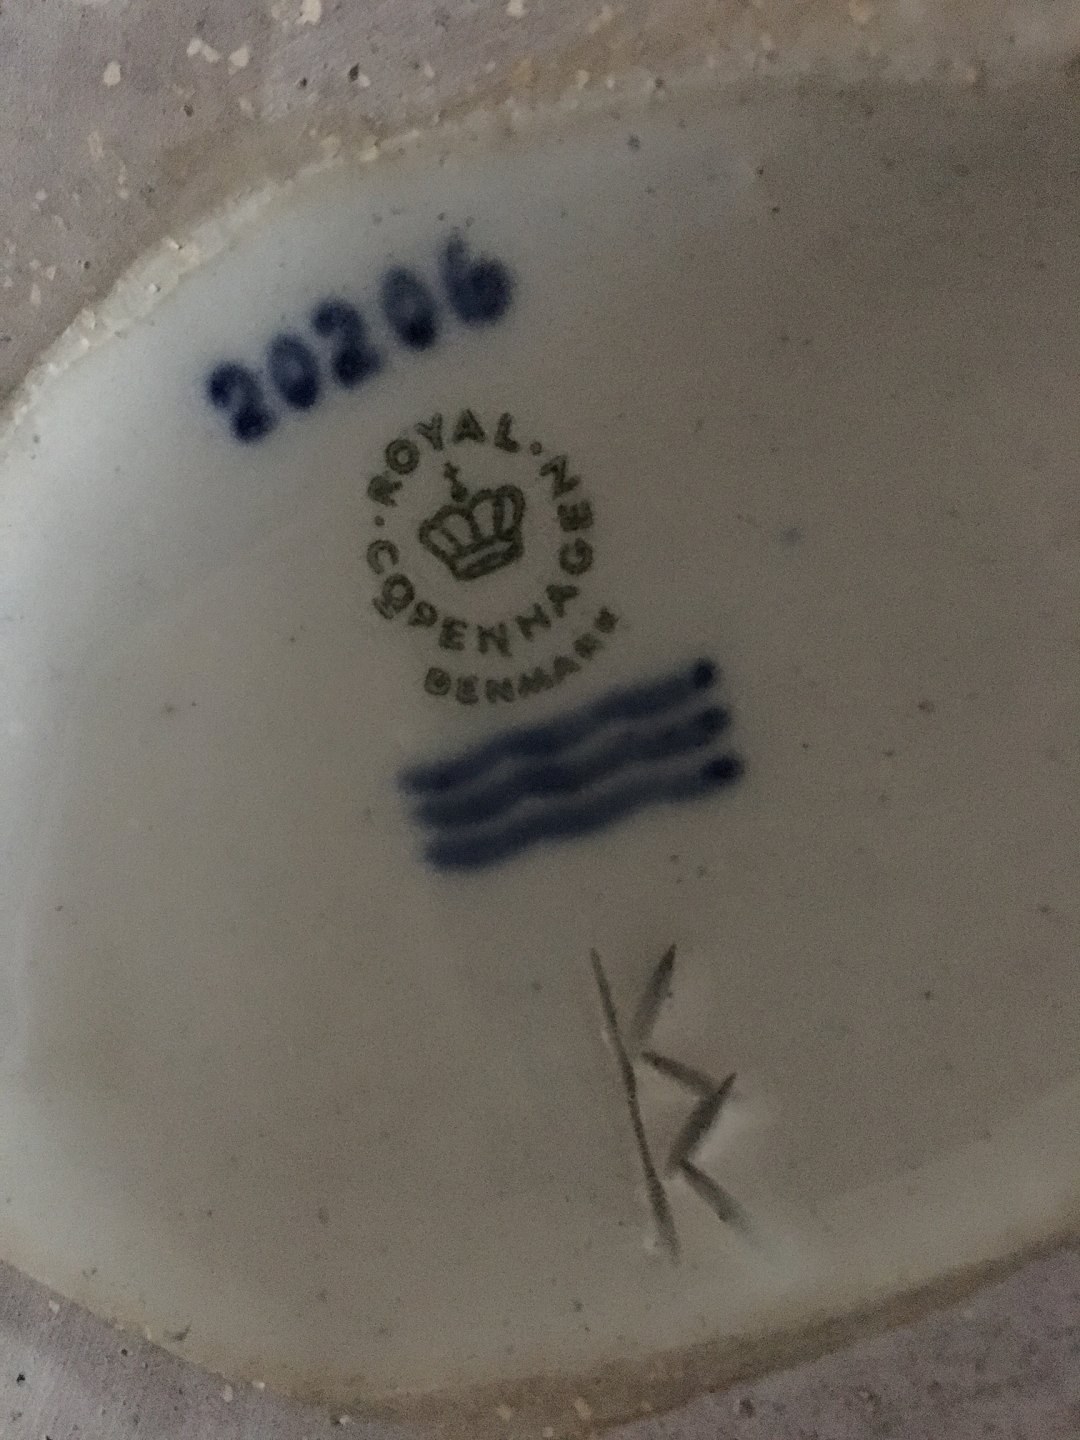 20206
ROYAL
COPENHAGEN
DENMARK